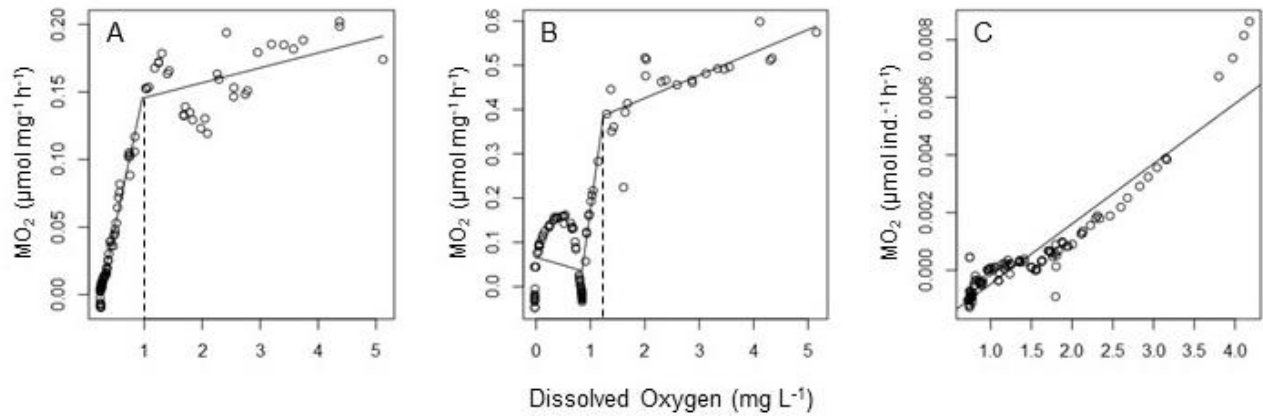 A
MO₂ (µmol mg⁻¹ h⁻¹)
0.20
0.15
0.10
0.05
0.00
1 2 3 4 5
B
MO₂ (µmol mg⁻¹ h⁻¹)
0.6
0.5
0.4
0.3
0.2
0.1
0.0
0 1 2 3 4 5
C
MO₂ (µmol ind.⁻¹ h⁻¹)
0.008
0.006
0.004
0.002
0.000
1.0 1.5 2.0 2.5 3.0 3.5 4.0
Dissolved Oxygen (mg L⁻¹)